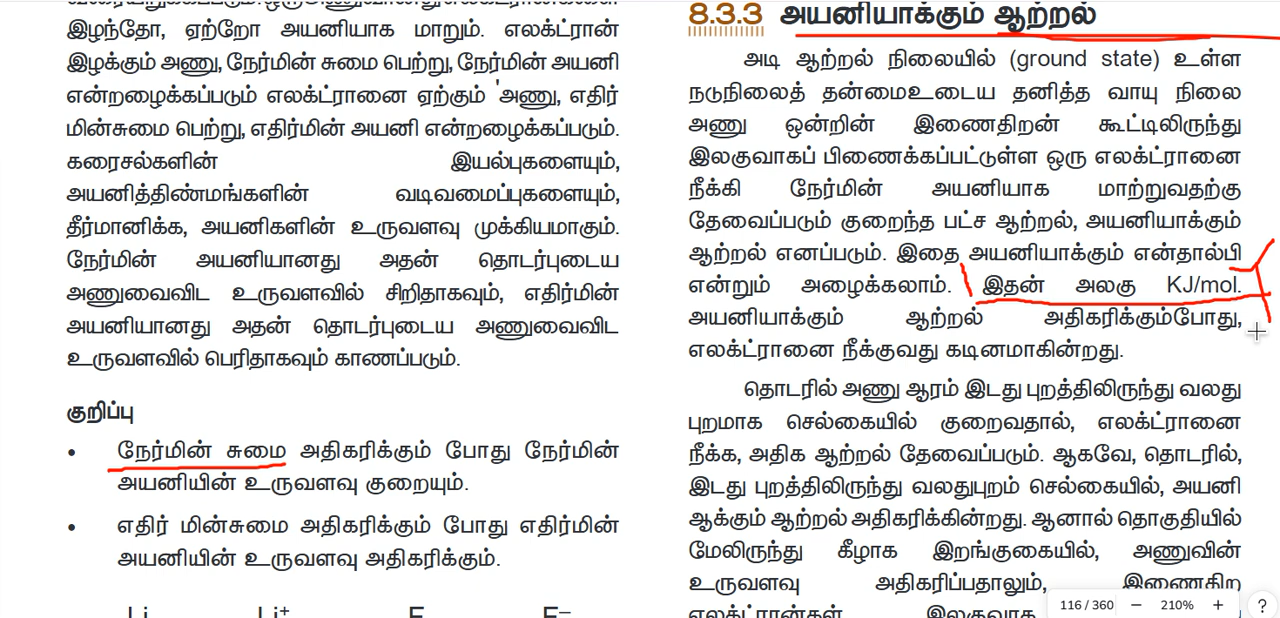 இழந்தோ, ஏற்றோ அயனியாக மாறும். எலக்ட்ரான்
இழக்கும் அணு, நேர்மின் சுமை பெற்று, நேர்மின் அயனி
என்றழைக்கப்படும் எலக்ட்ரானை ஏற்கும் 'அணு, எதிர்
மின்சுமை பெற்று, எதிர்மின் அயனி என்றழைக்கப்படும்.
கரைசல்களின் இயல்புகளையும்,
அயனித்திண்மங்களின் வடிவமைப்புகளையும்,
தீர்மானிக்க, அயனிகளின் உருவளவு முக்கியமாகும்.
நேர்மின் அயனியானது அதன் தொடர்புடைய
அணுவைவிட உருவளவில் சிறிதாகவும், எதிர்மின்
அயனியானது அதன் தொடர்புடைய அணுவைவிட
உருவளவில் பெரிதாகவும் காணப்படும்.
குறிப்பு
• நேர்மின் சுமை அதிகரிக்கும் போது நேர்மின்
அயனியின் உருவளவு குறையும்.
• எதிர் மின்சுமை அதிகரிக்கும் போது எதிர்மின்
அயனியின் உருவளவு அதிகரிக்கும்.
Li Li⁺ F F⁻
8.3.3 அயனியாக்கும் ஆற்றல்
அடி ஆற்றல் நிலையில் (ground state) உள்ள
நடுநிலைத் தன்மைஉடைய தனித்த வாயு நிலை
அணு ஒன்றின் இணைதிறன் கூட்டிலிருந்து
இலகுவாகப் பிணைக்கப்பட்டுள்ள ஒரு எலக்ட்ரானை
நீக்கி நேர்மின் அயனியாக மாற்றுவதற்கு
தேவைப்படும் குறைந்த பட்ச ஆற்றல், அயனியாக்கும்
ஆற்றல் எனப்படும். இதை அயனியாக்கும் என்தால்பி
என்றும் அழைக்கலாம். இதன் அலகு KJ/mol.
அயனியாக்கும் ஆற்றல் அதிகரிக்கும்போது,
எலக்ட்ரானை நீக்குவது கடினமாகின்றது.
தொடரில் அணு ஆரம் இடது புறத்திலிருந்து வலது
புறமாக செல்கையில் குறைவதால், எலக்ட்ரானை
நீக்க, அதிக ஆற்றல் தேவைப்படும். ஆகவே, தொடரில்,
இடது புறத்திலிருந்து வலதுபுறம் செல்கையில், அயனி
ஆக்கும் ஆற்றல் அதிகரிக்கின்றது. ஆனால் தொகுதியில்
மேலிருந்து கீழாக இறங்குகையில், அணுவின்
உருவளவு அதிகரிப்பதாலும், இணைதிற
எலக்ட்ரான்கள் இலகுவாக
116 / 360 − 210% + ?